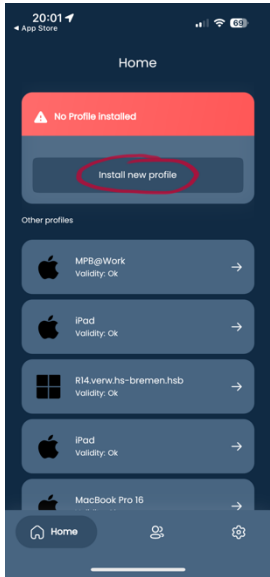 20:01
69
◀ App Store
Home
No Profile installed
Install new profile
Other profiles
MPB@Work
Validity: Ok
iPad
Validity: Ok
R14.verw.hs-bremen.hsb
Validity: Ok
iPad
Validity: Ok
MacBook Pro 16
Home